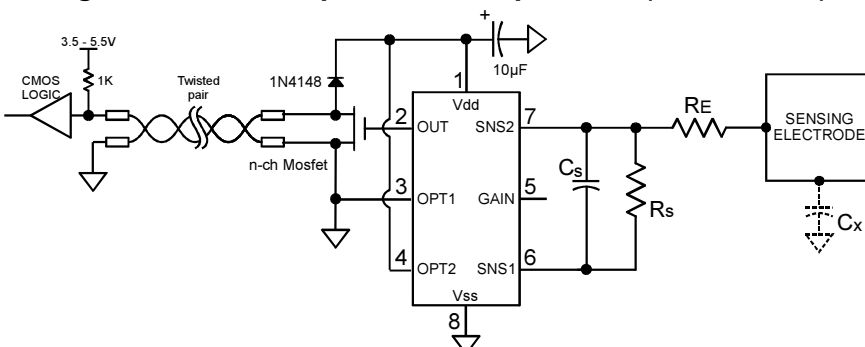 3.5 - 5.5V
CMOS
LOGIC
1K
Twisted
pair
1N4148
n-ch Mosfet
+
10µF
1
Vdd
2
OUT
3
OPT1
4
OPT2
Vss
8
7
SNS2
GAIN
5
6
SNS1
Cs
Rs
RE
SENSING
ELECTRODE
Cx